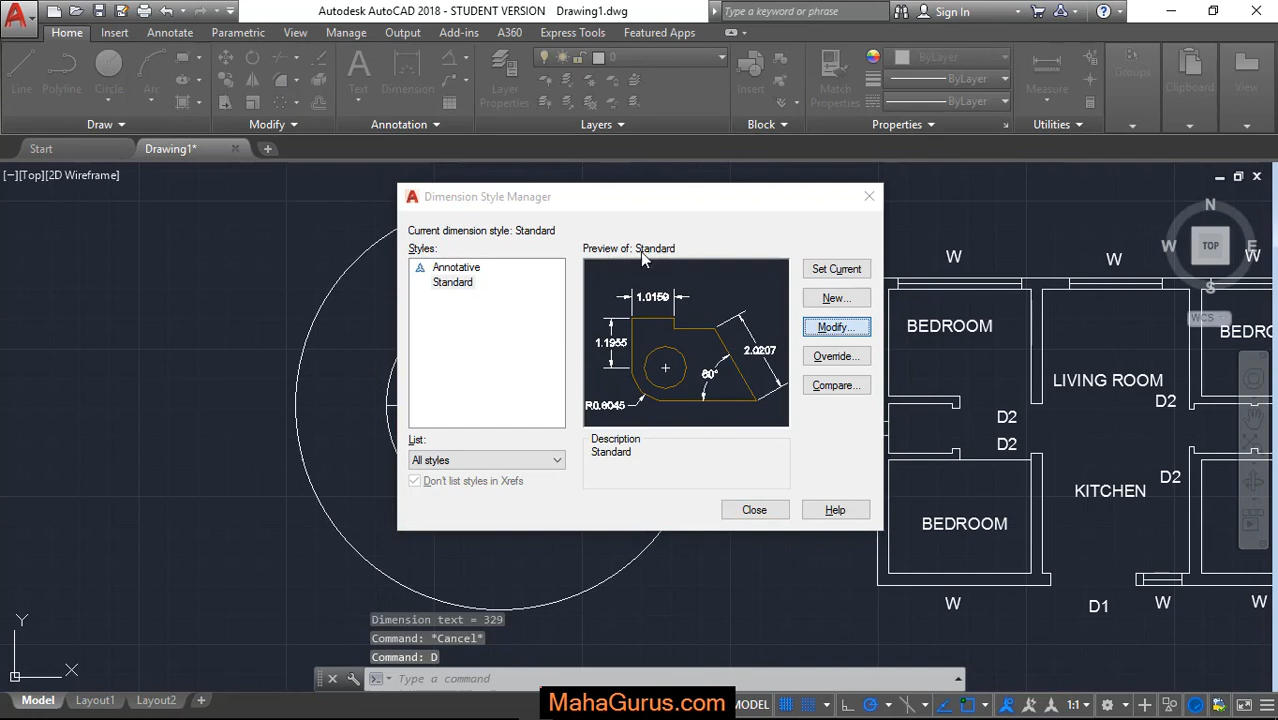 Autodesk AutoCAD 2018 - STUDENT VERSION Drawing1.dwg
Type a keyword or phrase
Sign In
Home Insert Annotate Parametric View Manage Output Add-ins A360 Express Tools Featured Apps
Line Polyline Circle Arc Text Dimension
Layer Properties
0
Insert
Match Properties
ByLayer
ByLayer
ByLayer
Groups
Measure
Clipboard
View
Draw Modify Annotation Layers Block Properties Utilities
Start Drawing1*
[−][Top][2D Wireframe]
Dimension Style Manager
Current dimension style: Standard
Styles:
Annotative
Standard
List:
All styles
Don't list styles in Xrefs
Preview of: Standard
1.0159
1.1955
2.0207
60°
R0.8045
Description
Standard
Set Current
New...
Modify...
Override...
Compare...
Close Help
N
W TOP E
S
WCS
W W W
BEDROOM
BEDRO
LIVING ROOM
D2
D2
D2
D2
KITCHEN
BEDROOM
W D1 W W
Dimension text = 329
Command: *Cancel*
Command: D
Type a command
Y
X
Model Layout1 Layout2
MahaGurus.com
MODEL
1:1